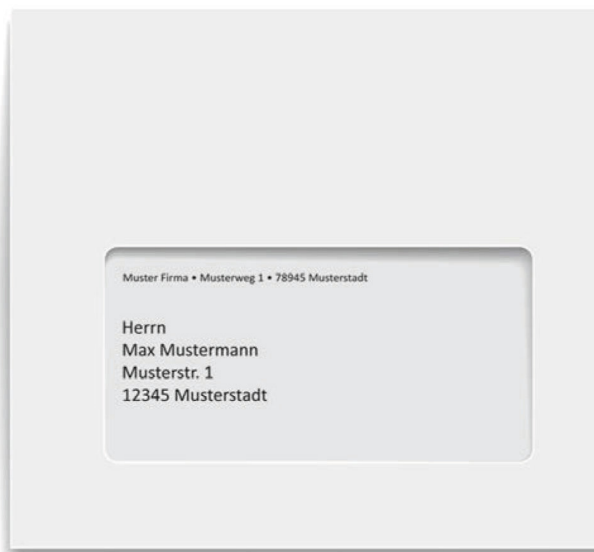 Muster Firma • Musterweg 1 • 78945 Musterstadt
Herrn
Max Mustermann
Musterstr. 1
12345 Musterstadt